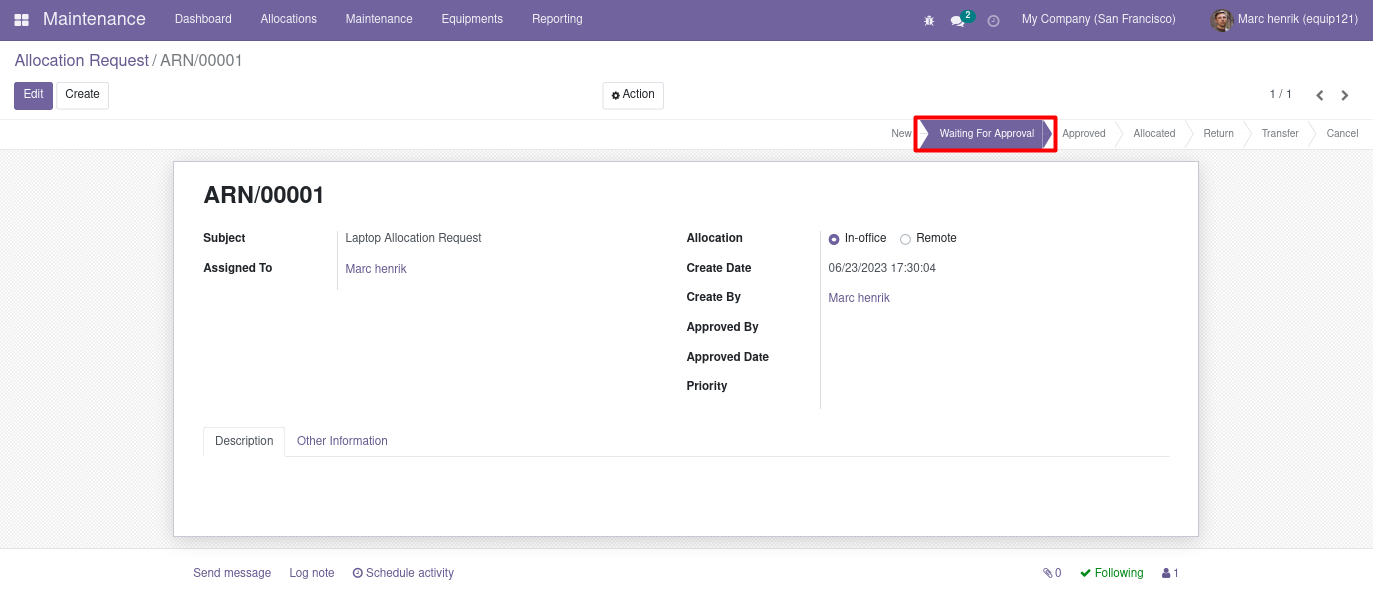 Maintenance Dashboard Allocations Maintenance Equipments Reporting 2 My Company (San Francisco) Marc henrik (equip121)
Allocation Request / ARN/00001
Edit Create Action 1 / 1
New Waiting For Approval Approved Allocated Return Transfer Cancel
ARN/00001
Subject Laptop Allocation Request Allocation In-office Remote
Assigned To Marc henrik Create Date 06/23/2023 17:30:04
Create By Marc henrik
Approved By
Approved Date
Priority
Description Other Information
Send message Log note Schedule activity 0 Following 1